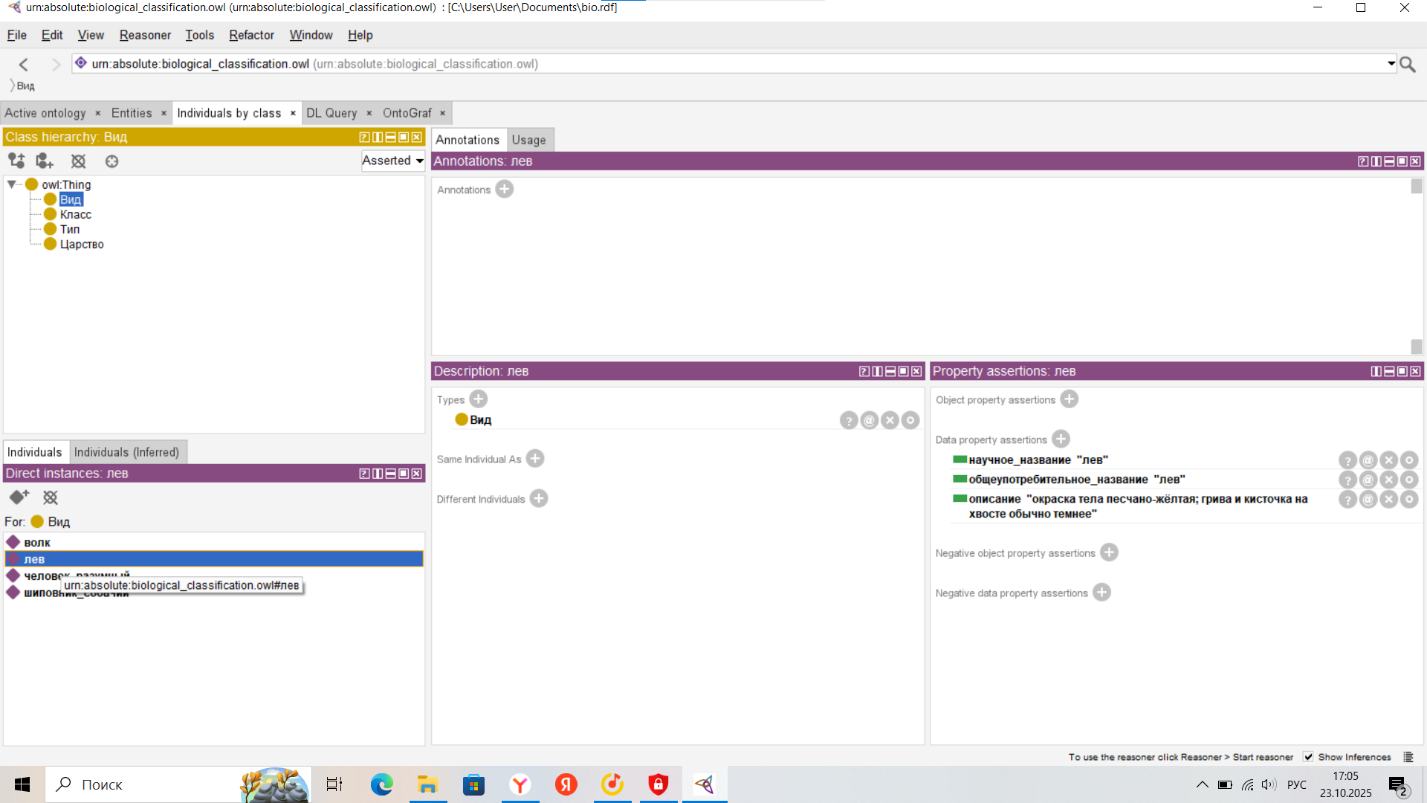 urn:absolute:biological_classification.owl (urn:absolute:biological_classification.owl) : [C:\Users\User\Documents\bio.rdf]
File Edit View Reasoner Tools Refactor Window Help
urn:absolute:biological_classification.owl (urn:absolute:biological_classification.owl)
Вид
Active ontology × Entities × Individuals by class × DL Query × OntoGraf ×
Class hierarchy: Вид
Asserted
owl:Thing
Вид
Класс
Тип
Царство
Annotations Usage
Annotations: лев
Annotations
Individuals Individuals (Inferred)
Direct instances: лев
For: Вид
волк
лев
человек_разумный
urn:absolute:biological_classification.owl#лев
шиповник_собачий
Description: лев
Types
Вид
Same Individual As
Different Individuals
Property assertions: лев
Object property assertions
Data property assertions
научное_название "лев"
общеупотребительное_название "лев"
описание "окраска тела песчано-жёлтая; грива и кисточка на
хвосте обычно темнее"
Negative object property assertions
Negative data property assertions
To use the reasoner click Reasoner > Start reasoner Show Inferences
Поиск
РУС
17:05
23.10.2025
2